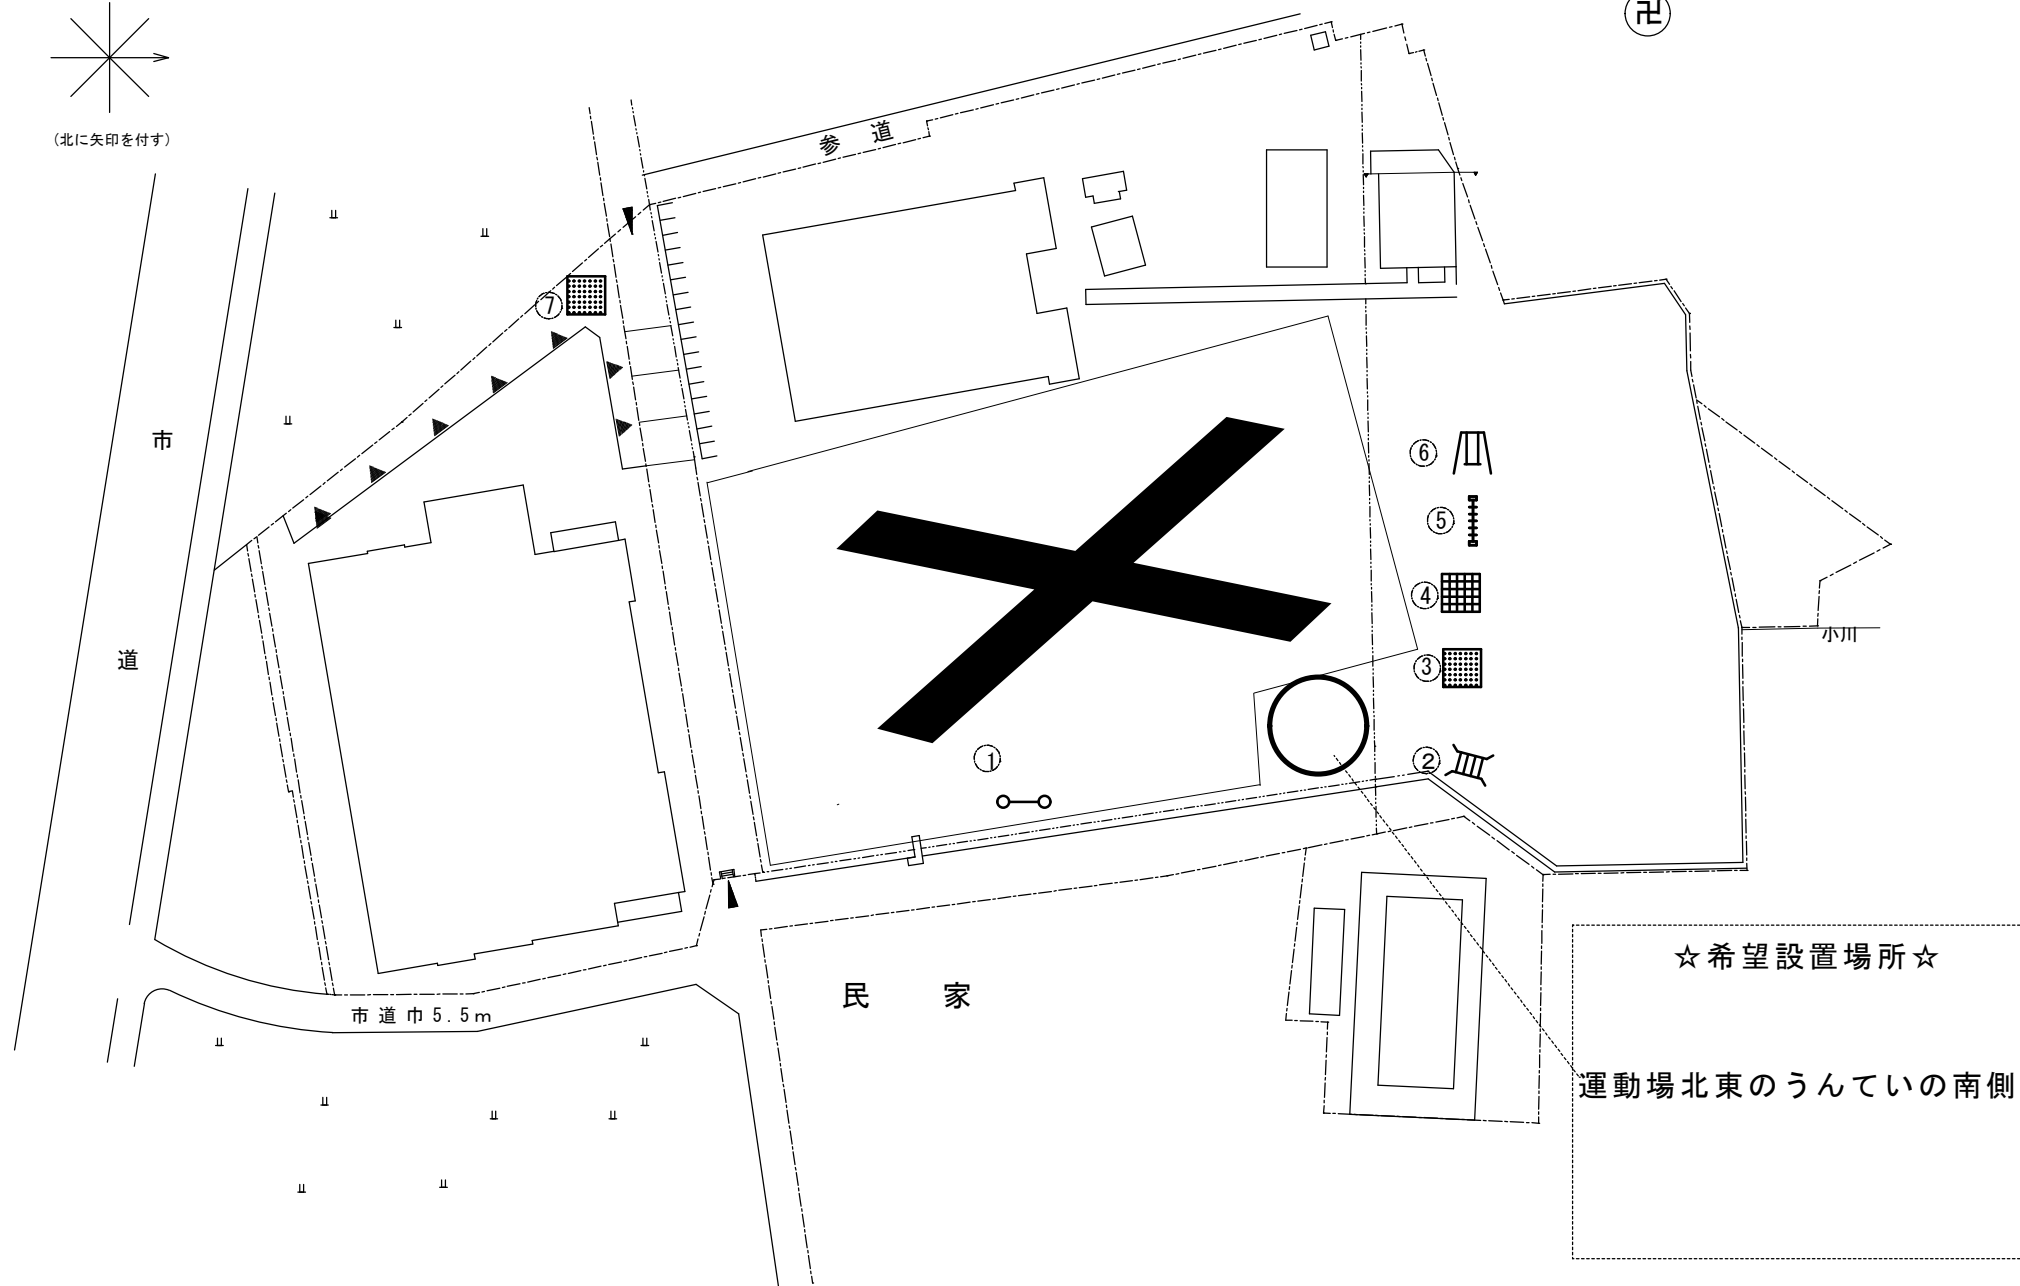 卍
(北に矢印を付す)
参道
⑦
市
道
⑥
⑤
④
小川
③
①
②
☆希望設置場所☆
民家
市道巾5.5m
運動場北東のうんていの南側